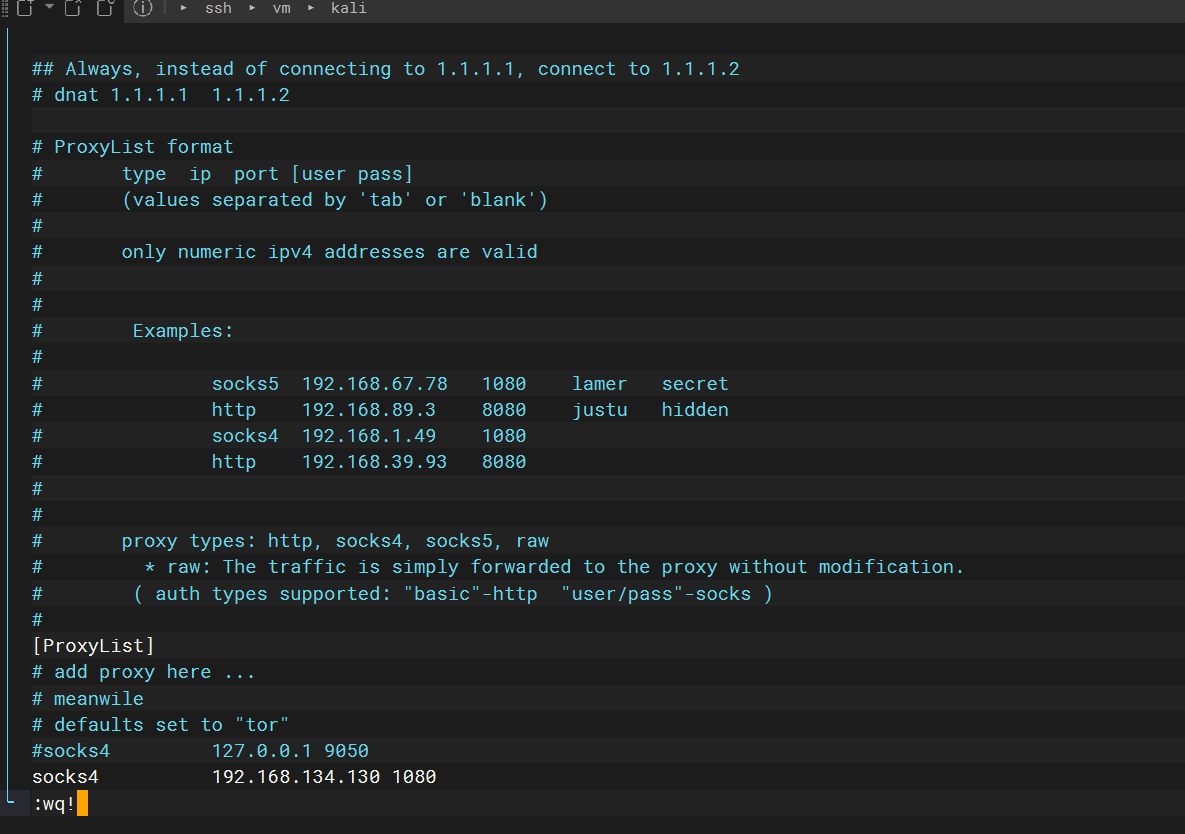 ssh ▸ vm ▸ kali
## Always, instead of connecting to 1.1.1.1, connect to 1.1.1.2
# dnat 1.1.1.1  1.1.1.2
# ProxyList format
#       type  ip  port [user pass]
#       (values separated by 'tab' or 'blank')
#
#       only numeric ipv4 addresses are valid
#
#
#        Examples:
#
#               socks5  192.168.67.78   1080    lamer   secret
#               http    192.168.89.3    8080    justu   hidden
#               socks4  192.168.1.49    1080
#               http    192.168.39.93   8080
#
#
#       proxy types: http, socks4, socks5, raw
#         * raw: The traffic is simply forwarded to the proxy without modification.
#        ( auth types supported: "basic"-http  "user/pass"-socks )
#
[ProxyList]
# add proxy here ...
# meanwile
# defaults set to "tor"
#socks4         127.0.0.1 9050
socks4          192.168.134.130 1080
:wq!